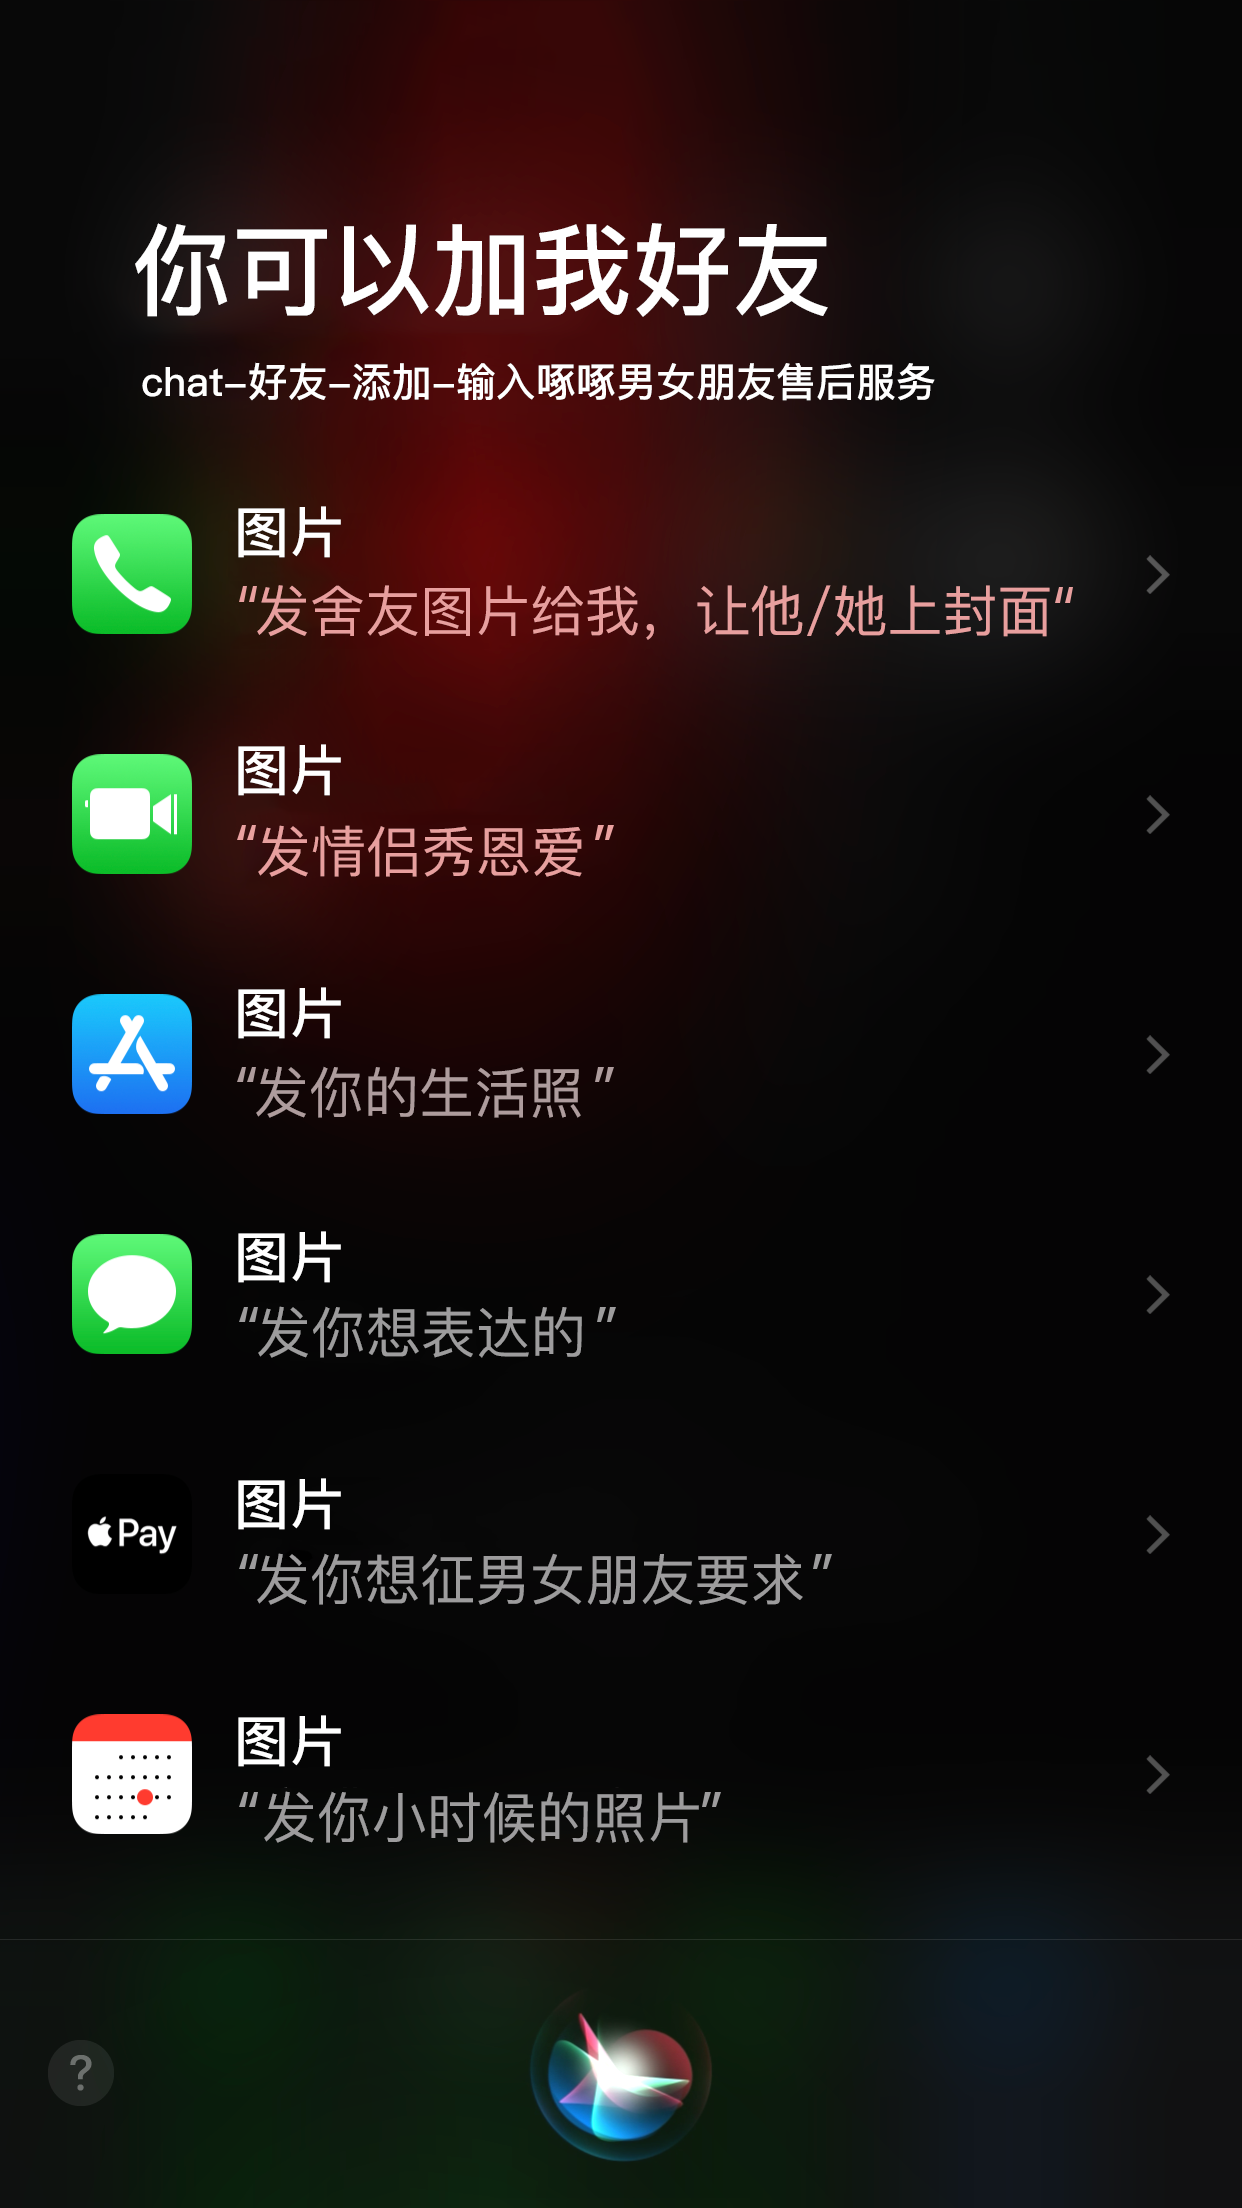 你可以加我好友
chat-好友-添加-输入啄啄男女朋友售后服务
图片
“发舍友图片给我，让他/她上封面“
图片
“发情侣秀恩爱”
图片
“发你的生活照”
图片
“发你想表达的”
Pay
图片
“发你想征男女朋友要求”
图片
“发你小时候的照片”
?